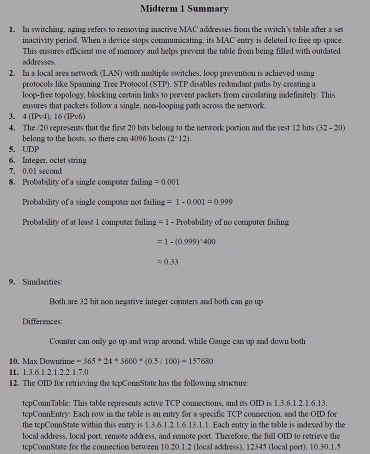 Midterm 1 Summary
1. In switching, aging refers to removing inactive MAC addresses from the switch's table after a set
inactivity period. When a device stops communicating, its MAC entry is deleted to free up space.
This ensures efficient use of memory and helps prevent the table from being filled with outdated
addresses.
2. In a local area network (LAN) with multiple switches, loop prevention is achieved using
protocols like Spanning Tree Protocol (STP). STP disables redundant paths by creating a
loop-free topology, blocking certain links to prevent packets from circulating indefinitely. This
ensures that packets follow a single, non-looping path across the network.
3. 4 (IPv4), 16 (IPv6)
4. The /20 represents that the first 20 bits belong to the network portion and the rest 12 bits (32 - 20)
belong to the hosts, so there can 4096 hosts (2^12).
5. UDP
6. Integer, octet string
7. 0.01 second
8. Probability of a single computer failing = 0.001
Probability of a single computer not failing = 1 - 0.001 = 0.999
Probability of at least 1 computer failing = 1 - Probability of no computer failing
= 1 - (0.999)^400
= 0.33
9. Similarities:
Both are 32 bit non negative integer counters and both can go up
Differences:
Counter can only go up and wrap around, while Gauge can up and down both
10. Max Downtime = 365 * 24 * 3600 * (0.5 / 100) = 157680
11. 1.3.6.1.2.1.2.2.1.7.0
12. The OID for retrieving the tcpConnState has the following structure:
tcpConnTable: This table represents active TCP connections, and its OID is 1.3.6.1.2.1.6.13.
tcpConnEntry: Each row in the table is an entry for a specific TCP connection, and the OID for
the tcpConnState within this entry is 1.3.6.1.2.1.6.13.1.1. Each entry in the table is indexed by the
local address, local port, remote address, and remote port. Therefore, the full OID to retrieve the
tcpConnState for the connection between 10.20.1.2 (local address), 12345 (local port), 10.30.1.5